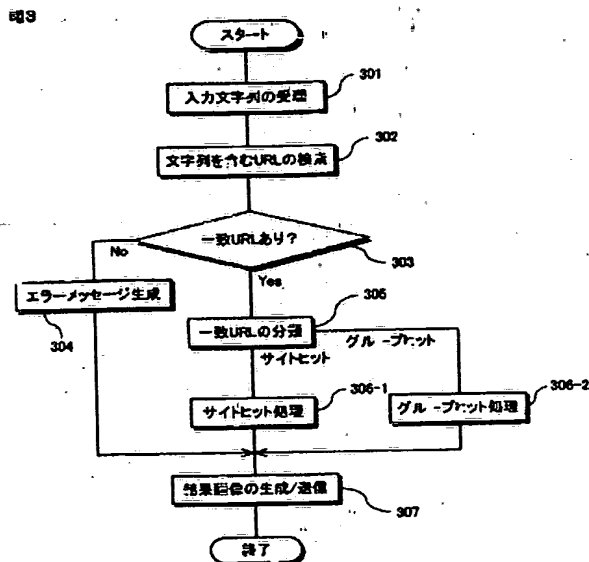 図3
スタート
301
入力文字列の受理
302
文字列を含むURLの検点
303
一致URLあり?
No
Yes
エラーメッセージ生成
304
305
一致URLの分類
サイトヒット
グループヒット
306-1
サイトヒット処理
306-2
グループヒット処理
結果画像の生成/送信
307
終了